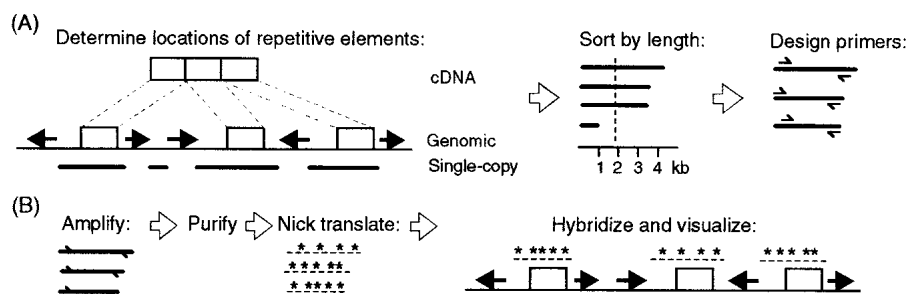 (A)
Determine locations of repetitive elements:
cDNA
Genomic
Single-copy
Sort by length:
1 2 3 4 kb
Design primers:
(B)
Amplify:
Purify
Nick translate:
Hybridize and visualize:
* * * *
* *** **
* **** *
* **** *
* * * *
* *** **